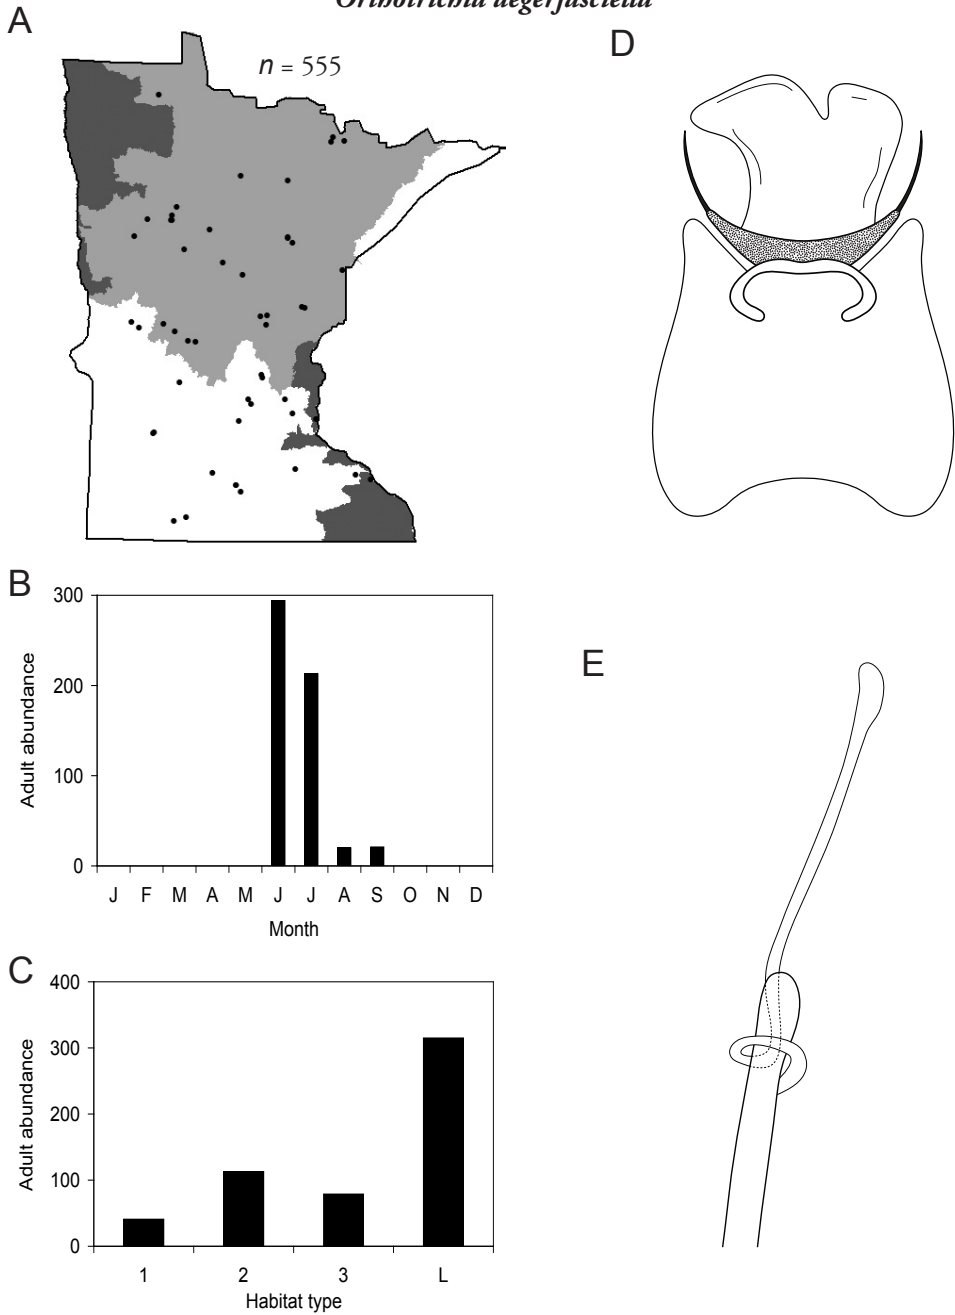 Orthotrichia aegerfasciella
A
n = 555
D
B
300
200
100
0
Adult abundance
J F M A M J J A S O N D
Month
C
400
300
200
100
0
Adult abundance
1 2 3 L
Habitat type
E